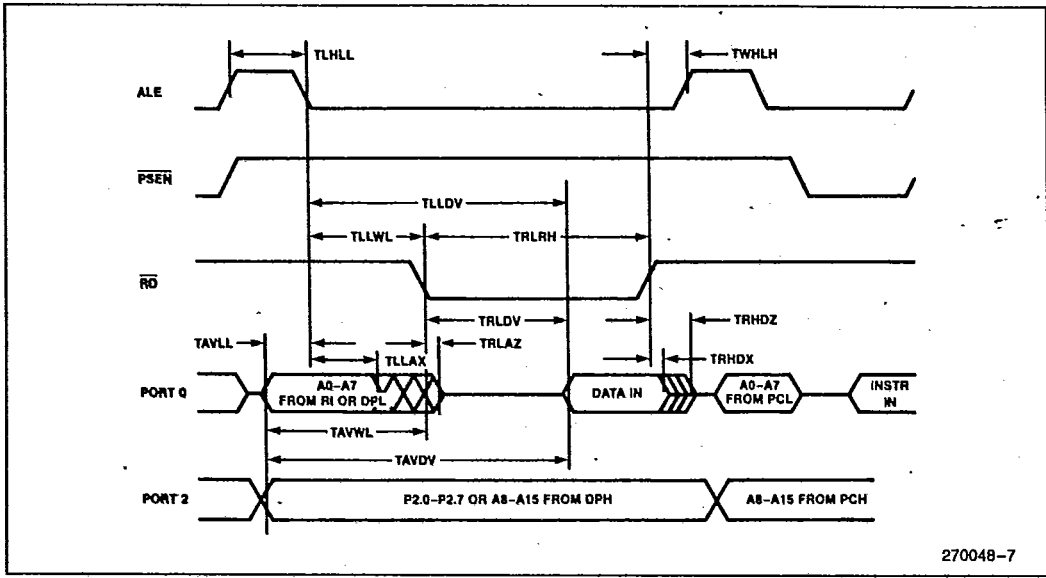 TLHLL
TWHLH
ALE
PSEN
TLLDV
TLLWL
TRLRH
RD
TRLDV
TRHDZ
TAVLL
TRLAZ
TLLAX
TRHDX
PORT 0
A0-A7
FROM RI OR DPL
DATA IN
A0-A7
FROM PCL
INSTR
IN
TAVWL
TAVDV
PORT 2
P2.0-P2.7 OR A8-A15 FROM DPH
A8-A15 FROM PCH
270048-7